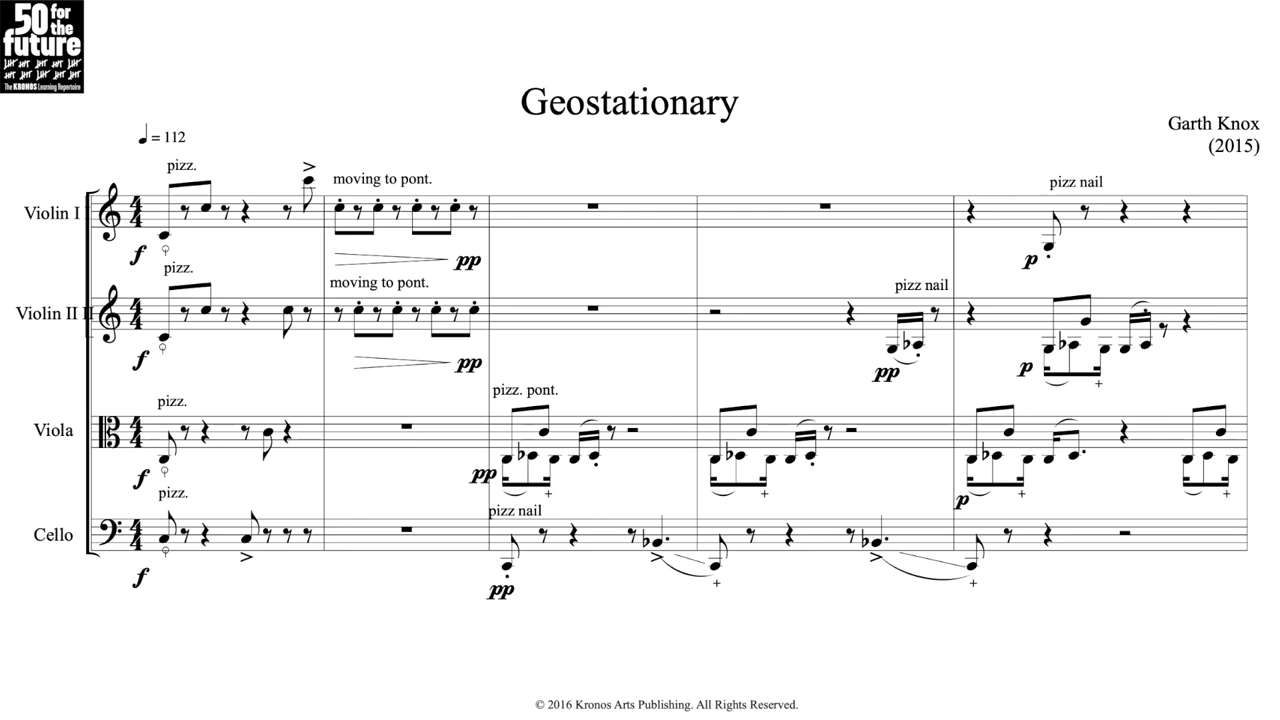 50 for
the
future
The KRONOS Learning Repertoire
Geostationary
Garth Knox
(2015)
= 112
pizz.
moving to pont.
pizz nail
Violin I
f
pp
p
pizz.
moving to pont.
pizz nail
Violin II II
f
pp
pp
p
pizz.
pizz. pont.
Viola
f
pp
p
pizz.
pizz nail
Cello
f
pp
© 2016 Kronos Arts Publishing. All Rights Reserved.